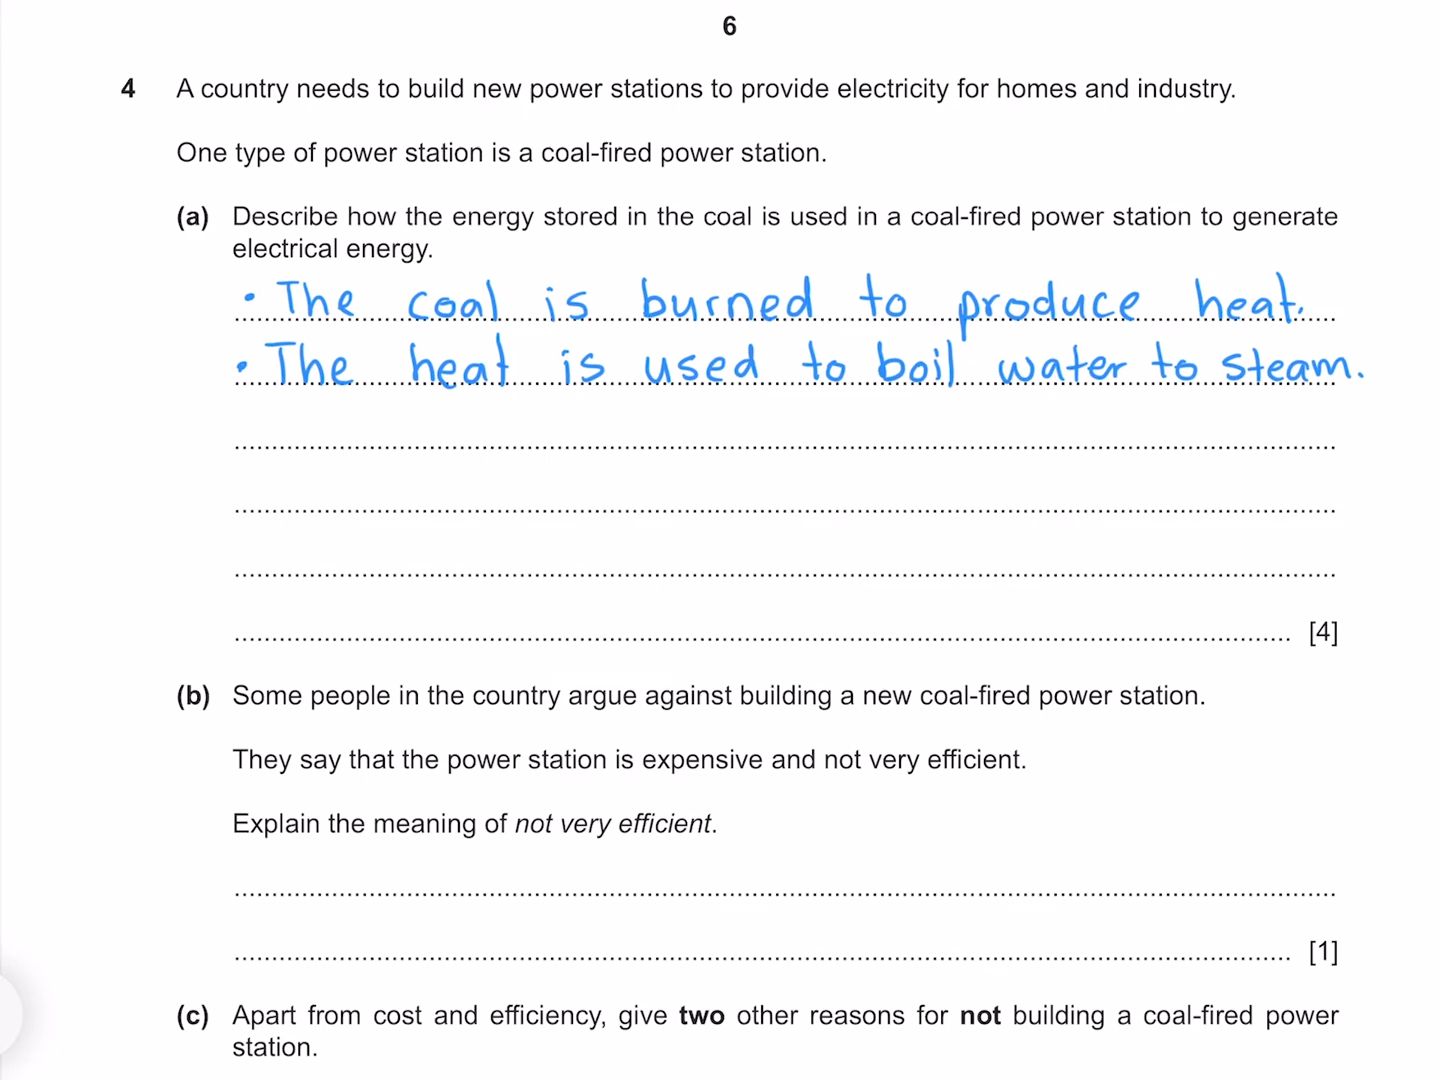 6
4 A country needs to build new power stations to provide electricity for homes and industry.
One type of power station is a coal-fired power station.
(a) Describe how the energy stored in the coal is used in a coal-fired power station to generate
electrical energy.
• The coal is burned to produce heat.
• The heat is used to boil water to steam.
[4]
(b) Some people in the country argue against building a new coal-fired power station.
They say that the power station is expensive and not very efficient.
Explain the meaning of not very efficient.
[1]
(c) Apart from cost and efficiency, give two other reasons for not building a coal-fired power
station.